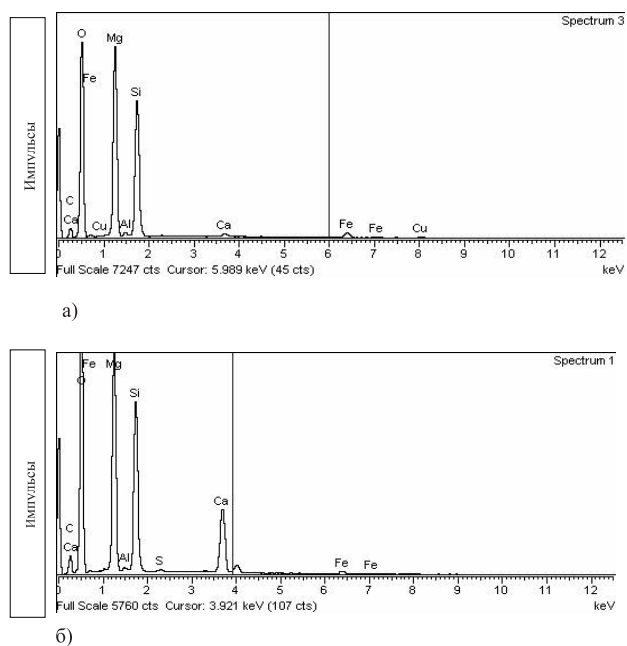 Импульсы
Spectrum 3
O
Mg
Fe
Si
C
Ca
Cu
Al
Ca
Fe
Fe
Cu
0 1 2 3 4 5 6 7 8 9 10 11 12
Full Scale 7247 cts Cursor: 5.989 keV (45 cts)
keV
а)
Импульсы
Spectrum 1
Fe
Mg
O
Si
C
Ca
Al
S
Ca
Fe
Fe
0 1 2 3 4 5 6 7 8 9 10 11 12
Full Scale 5760 cts Cursor: 3.921 keV (107 cts)
keV
б)